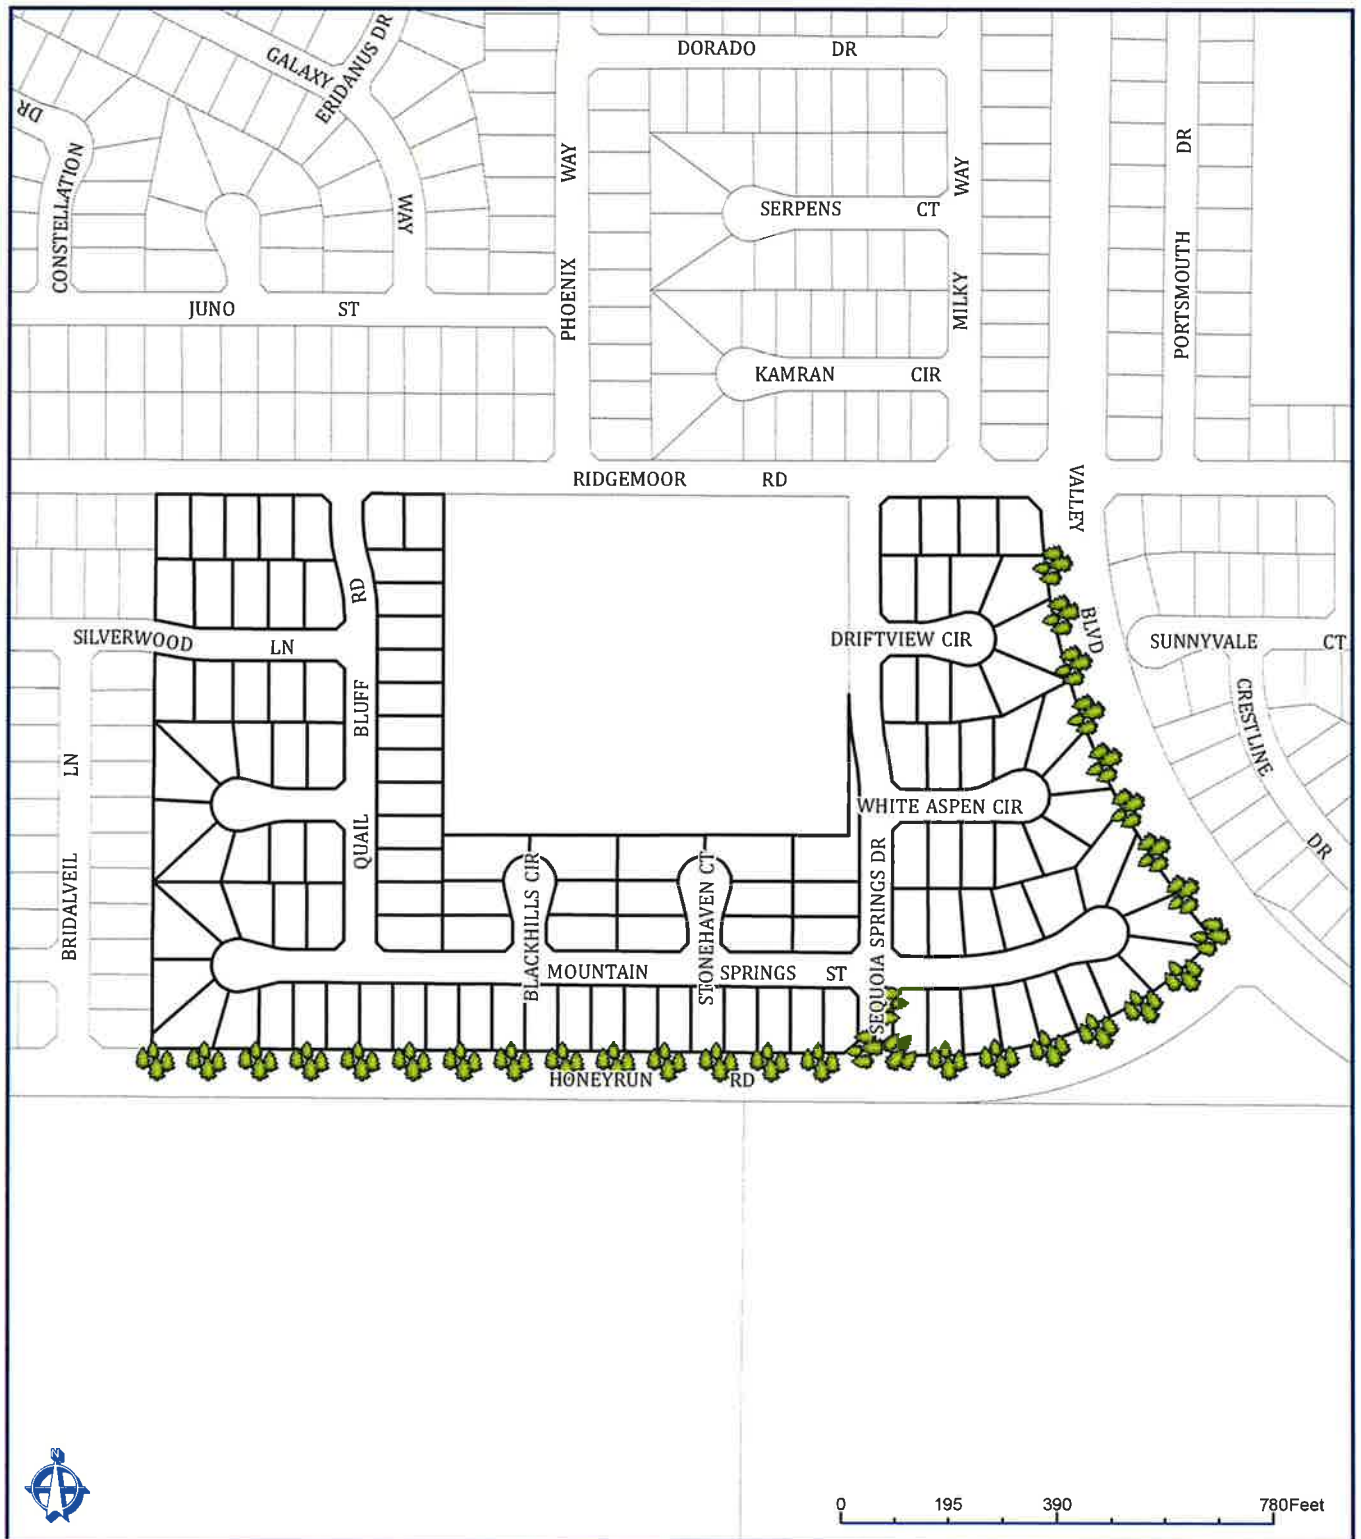 DORADO DR
GALAXY
ERIDANUS DR
DR
CONSTELLATION
WAY
WAY
WAY
DR
SERPENS CT
PHOENIX
MILKY
PORTSMOUTH
JUNO ST
KAMRAN CIR
RIDGEMOOR RD
VALLEY
RD
BLVD
SILVERWOOD LN
DRIFTVIEW CIR
SUNNYVALE CT
BLUFF
CRESTLINE
LN
WHITE ASPEN CIR
QUAIL
DR
BRIDALVEIL
BLACKHILLS CIR
STONEHAVEN CT
SEQUOIA SPRINGS DR
MOUNTAIN SPRINGS ST
HONEYRUN RD
N
0 195 390 780Feet